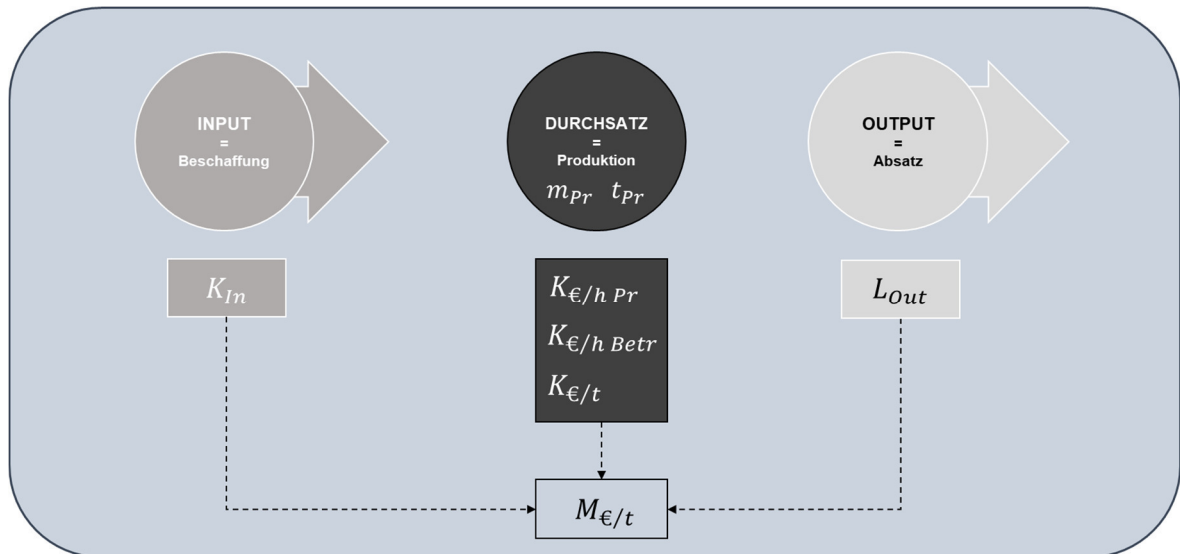 INPUT
=
Beschaffung
DURCHSATZ
=
Produktion
m_Pr t_Pr
OUTPUT
=
Absatz
K_In
K_€/h Pr
K_€/h Betr
K_€/t
L_Out
M_€/t